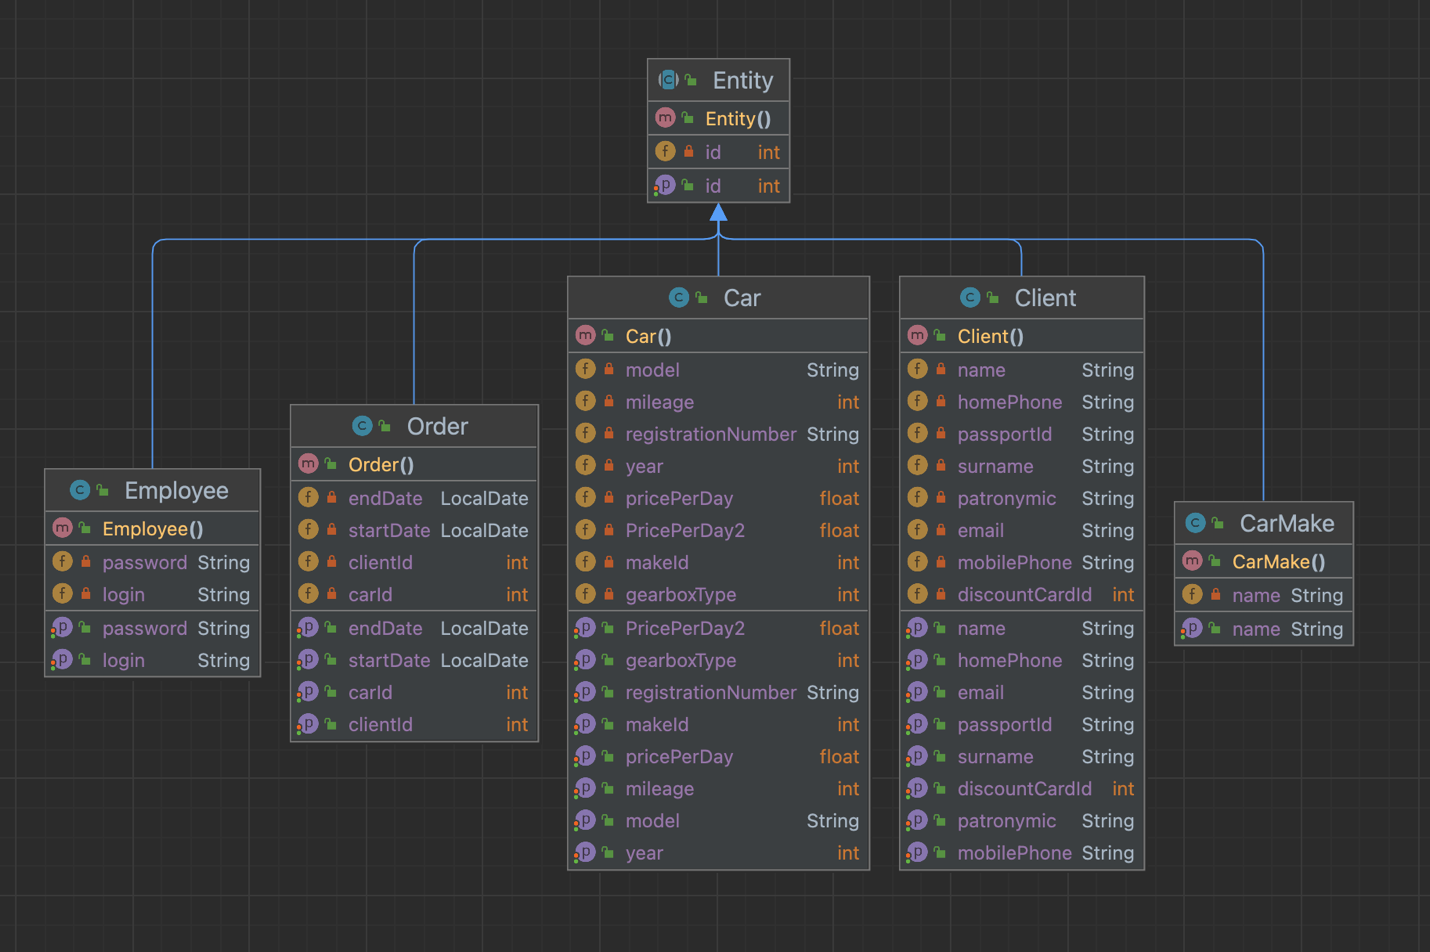 Entity
Entity()
id int
id int
Employee
Employee()
password String
login String
password String
login String
Order
Order()
endDate LocalDate
startDate LocalDate
clientId int
carId int
endDate LocalDate
startDate LocalDate
carId int
clientId int
Car
Car()
model String
mileage int
registrationNumber String
year int
pricePerDay float
PricePerDay2 float
makeId int
gearboxType int
PricePerDay2 float
gearboxType int
registrationNumber String
makeId int
pricePerDay float
mileage int
model String
year int
Client
Client()
name String
homePhone String
passportId String
surname String
patronymic String
email String
mobilePhone String
discountCardId int
name String
homePhone String
email String
passportId String
surname String
discountCardId int
patronymic String
mobilePhone String
CarMake
CarMake()
name String
name String